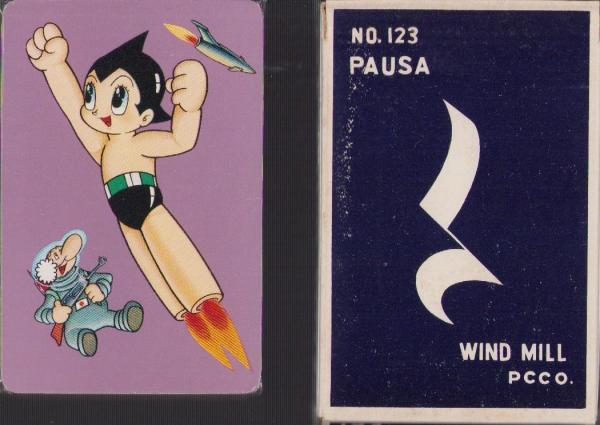 NO. 123
PAUSA
WIND MILL
PCCO.